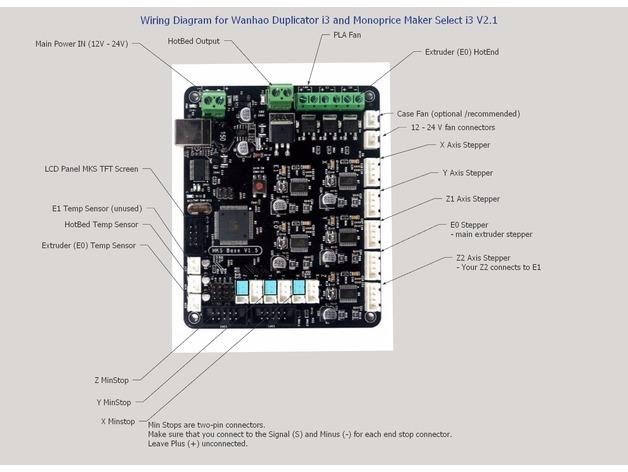 Wiring Diagram for Wanhao Duplicator i3 and Monoprice Maker Select i3 V2.1
PLA Fan
HotBed Output
Main Power IN (12V - 24V)
Extruder (E0) HotEnd
Case Fan (optional /recommended)
12 - 24 V fan connectors
X Axis Stepper
LCD Panel MKS TFT Screen
Y Axis Stepper
Z1 Axis Stepper
E1 Temp Sensor (unused)
HotBed Temp Sensor
E0 Stepper
- main extruder stepper
Extruder (E0) Temp Sensor
MKS Base V1.5
Z2 Axis Stepper
- Your Z2 connects to E1
Z MinStop
Y MinStop
X Minstop
Min Stops are two-pin connectors.
Make sure that you connect to the Signal (S) and Minus (-) for each end stop connector.
Leave Plus (+) unconnected.